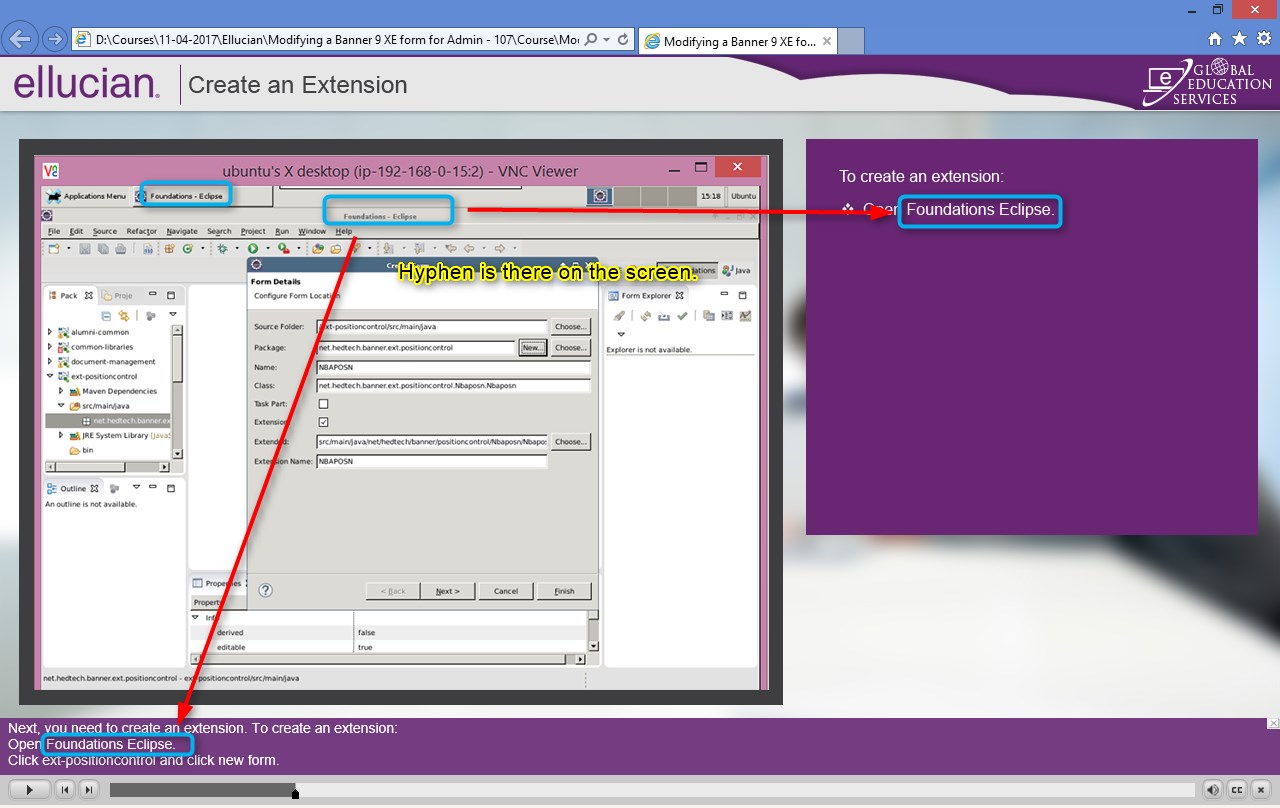 D:\Courses\11-04-2017\Ellucian\Modifying a Banner 9 XE form for Admin - 107\Course\Mo
Modifying a Banner 9 XE fo...
ellucian.
Create an Extension
GLOBAL
EDUCATION
SERVICES
ubuntu's X desktop (ip-192-168-0-15:2) - VNC Viewer
Applications Menu
Foundations - Eclipse
15:18
Ubuntu
Foundations - Eclipse
File Edit Source Refactor Navigate Search Project Run Window Help
Hyphen is there on the screen.
Java
Pack
Proje
alumni-common
common-libraries
document-management
ext-positioncontrol
Maven Dependencies
src/main/java
net.hedtech.banner.ex
JRE System Library (Java
bin
Outline
An outline is not available.
Form Details
Configure Form Location
Source Folder:
ext-positioncontrol/src/main/java
Choose...
Package:
net.hedtech.banner.ext.positioncontrol
New...
Choose...
Name:
NBAPOSN
Class:
net.hedtech.banner.ext.positioncontrol.Nbaposn.Nbaposn
Task Part:
Extension
Extended:
src/main/java/net/hedtech/banner/positioncontrol/Nbaposn/Nbapos
Choose...
Extension Name:
NBAPOSN
< Back
Next >
Cancel
Finish
Form Explorer
Explorer is not available.
Properties
Property
Info
derived
false
editable
true
net.hedtech.banner.ext.positioncontrol - ext-positioncontrol/src/main/java
To create an extension:
❖ Open Foundations Eclipse.
Next, you need to create an extension. To create an extension:
Open Foundations Eclipse.
Click ext-positioncontrol and click new form.
CC